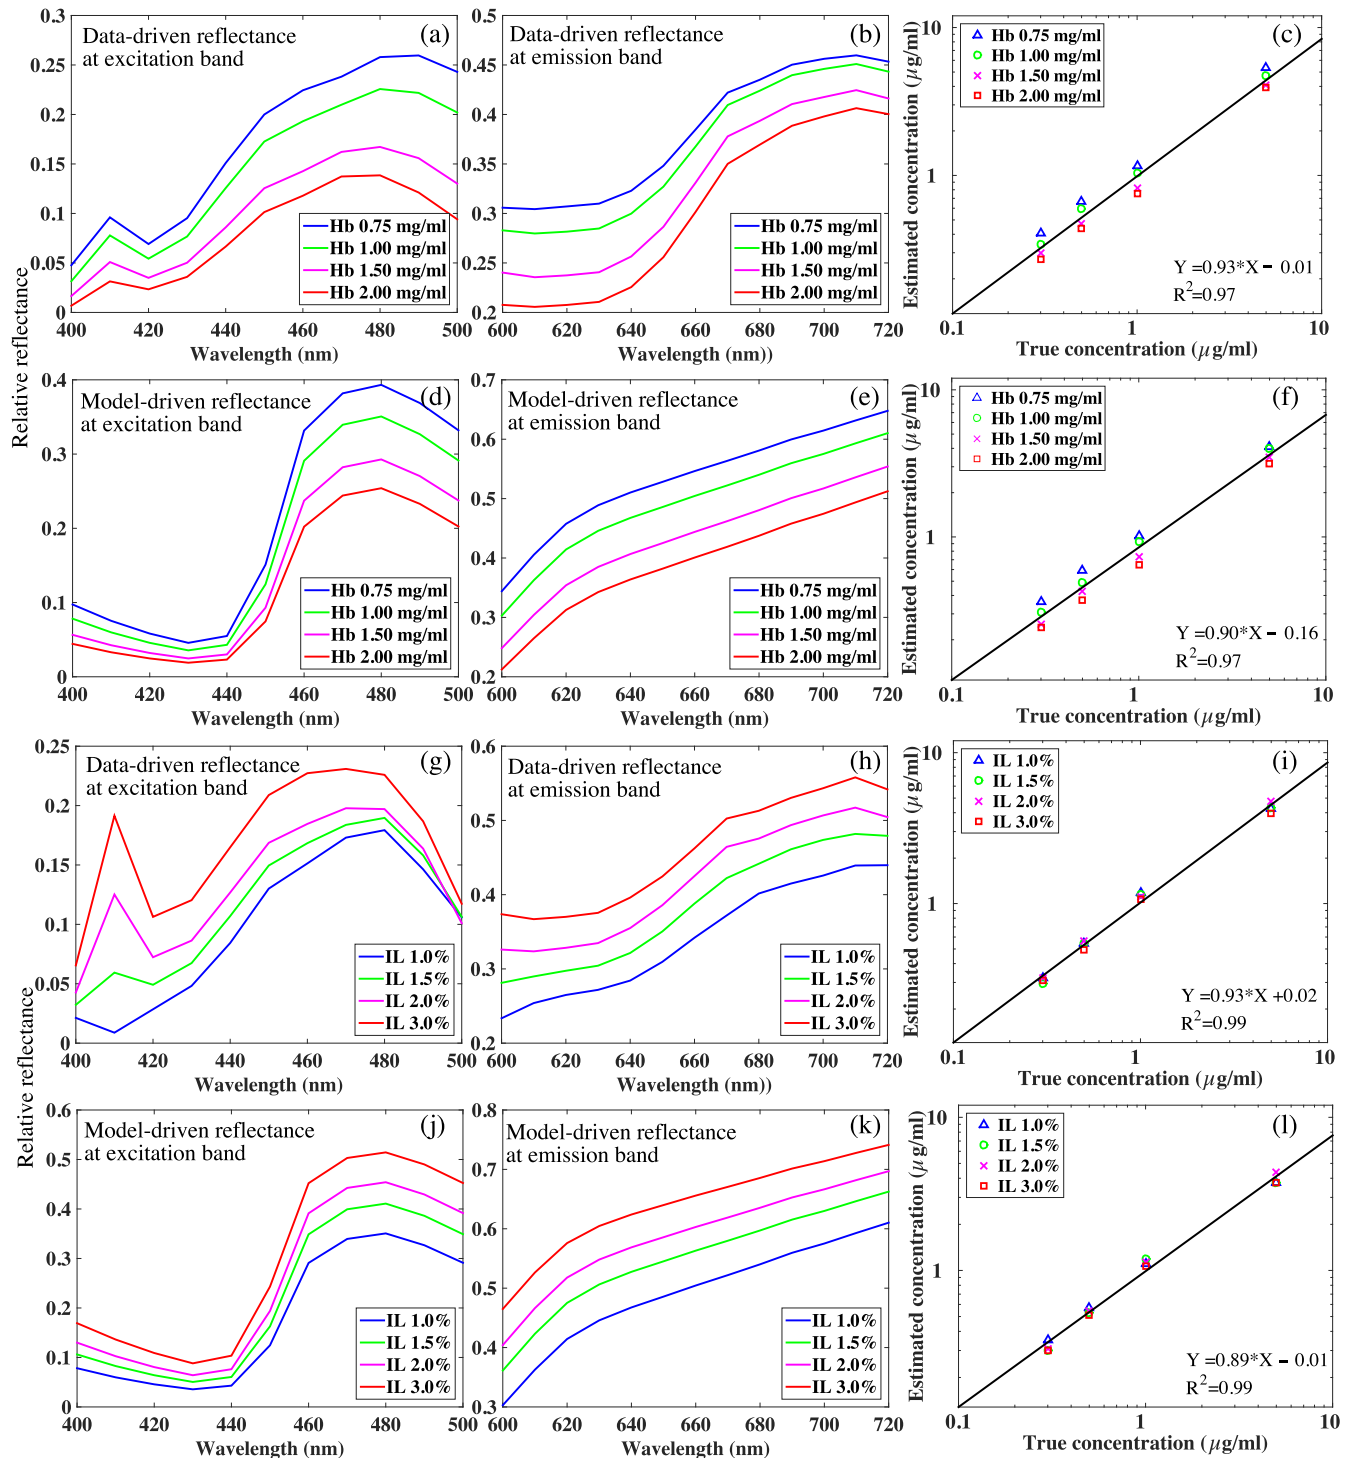 Relative reflectance
(a)
Data-driven reflectance
at excitation band
0.3
0.25
0.2
0.15
0.1
0.05
0
400 420 440 460 480 500
Wavelength (nm)
Hb 0.75 mg/ml
Hb 1.00 mg/ml
Hb 1.50 mg/ml
Hb 2.00 mg/ml
(b)
Data-driven reflectance
at emission band
0.5
0.45
0.4
0.35
0.3
0.25
0.2
600 620 640 660 680 700 720
Wavelength (nm))
Hb 0.75 mg/ml
Hb 1.00 mg/ml
Hb 1.50 mg/ml
Hb 2.00 mg/ml
(c)
Hb 0.75 mg/ml
Hb 1.00 mg/ml
Hb 1.50 mg/ml
Hb 2.00 mg/ml
Estimated concentration (μg/ml)
10
1
Y =0.93*X − 0.01
R2=0.97
0.1 1 10
True concentration (μg/ml)
(d)
Model-driven reflectance
at excitation band
0.4
0.3
0.2
0.1
0
400 420 440 460 480 500
Wavelength (nm)
Hb 0.75 mg/ml
Hb 1.00 mg/ml
Hb 1.50 mg/ml
Hb 2.00 mg/ml
(e)
Model-driven reflectance
at emission band
0.7
0.6
0.5
0.4
0.3
0.2
600 620 640 660 680 700 720
Wavelength (nm))
Hb 0.75 mg/ml
Hb 1.00 mg/ml
Hb 1.50 mg/ml
Hb 2.00 mg/ml
(f)
Hb 0.75 mg/ml
Hb 1.00 mg/ml
Hb 1.50 mg/ml
Hb 2.00 mg/ml
Estimated concentration (μg/ml)
10
1
Y =0.90*X − 0.16
R2=0.97
0.1 1 10
True concentration (μg/ml)
Relative reflectance
(g)
Data-driven reflectance
at excitation band
0.25
0.2
0.15
0.1
0.05
0
400 420 440 460 480 500
Wavelength (nm)
IL 1.0%
IL 1.5%
IL 2.0%
IL 3.0%
(h)
Data-driven reflectance
at emission band
0.6
0.5
0.4
0.3
0.2
600 620 640 660 680 700 720
Wavelength (nm))
IL 1.0%
IL 1.5%
IL 2.0%
IL 3.0%
(i)
IL 1.0%
IL 1.5%
IL 2.0%
IL 3.0%
Estimated concentration (μg/ml)
10
1
Y =0.93*X +0.02
R2=0.99
0.1 1 10
True concentration (μg/ml)
(j)
Model-driven reflectance
at excitation band
0.6
0.5
0.4
0.3
0.2
0.1
0
400 420 440 460 480 500
Wavelength (nm)
IL 1.0%
IL 1.5%
IL 2.0%
IL 3.0%
(k)
Model-driven reflectance
at emission band
0.8
0.7
0.6
0.5
0.4
0.3
600 620 640 660 680 700 720
Wavelength (nm))
IL 1.0%
IL 1.5%
IL 2.0%
IL 3.0%
(l)
IL 1.0%
IL 1.5%
IL 2.0%
IL 3.0%
Estimated concentration (μg/ml)
10
1
Y =0.89*X − 0.01
R2=0.99
0.1 1 10
True concentration (μg/ml)